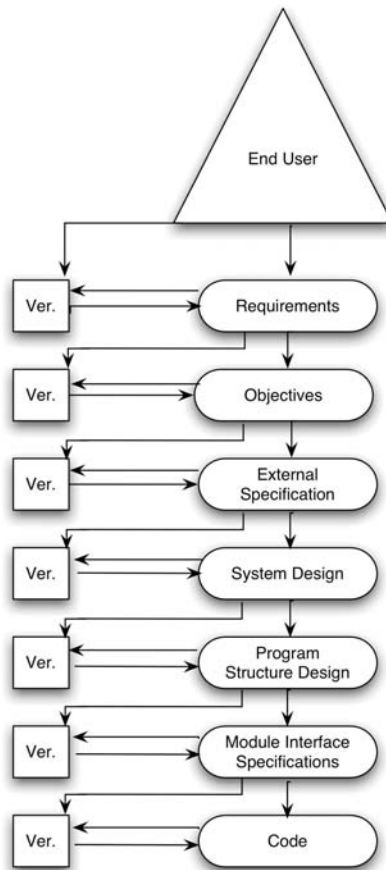 End User
Ver.
Requirements
Ver.
Objectives
Ver.
External
Specification
Ver.
System Design
Ver.
Program
Structure Design
Ver.
Module Interface
Specifications
Ver.
Code